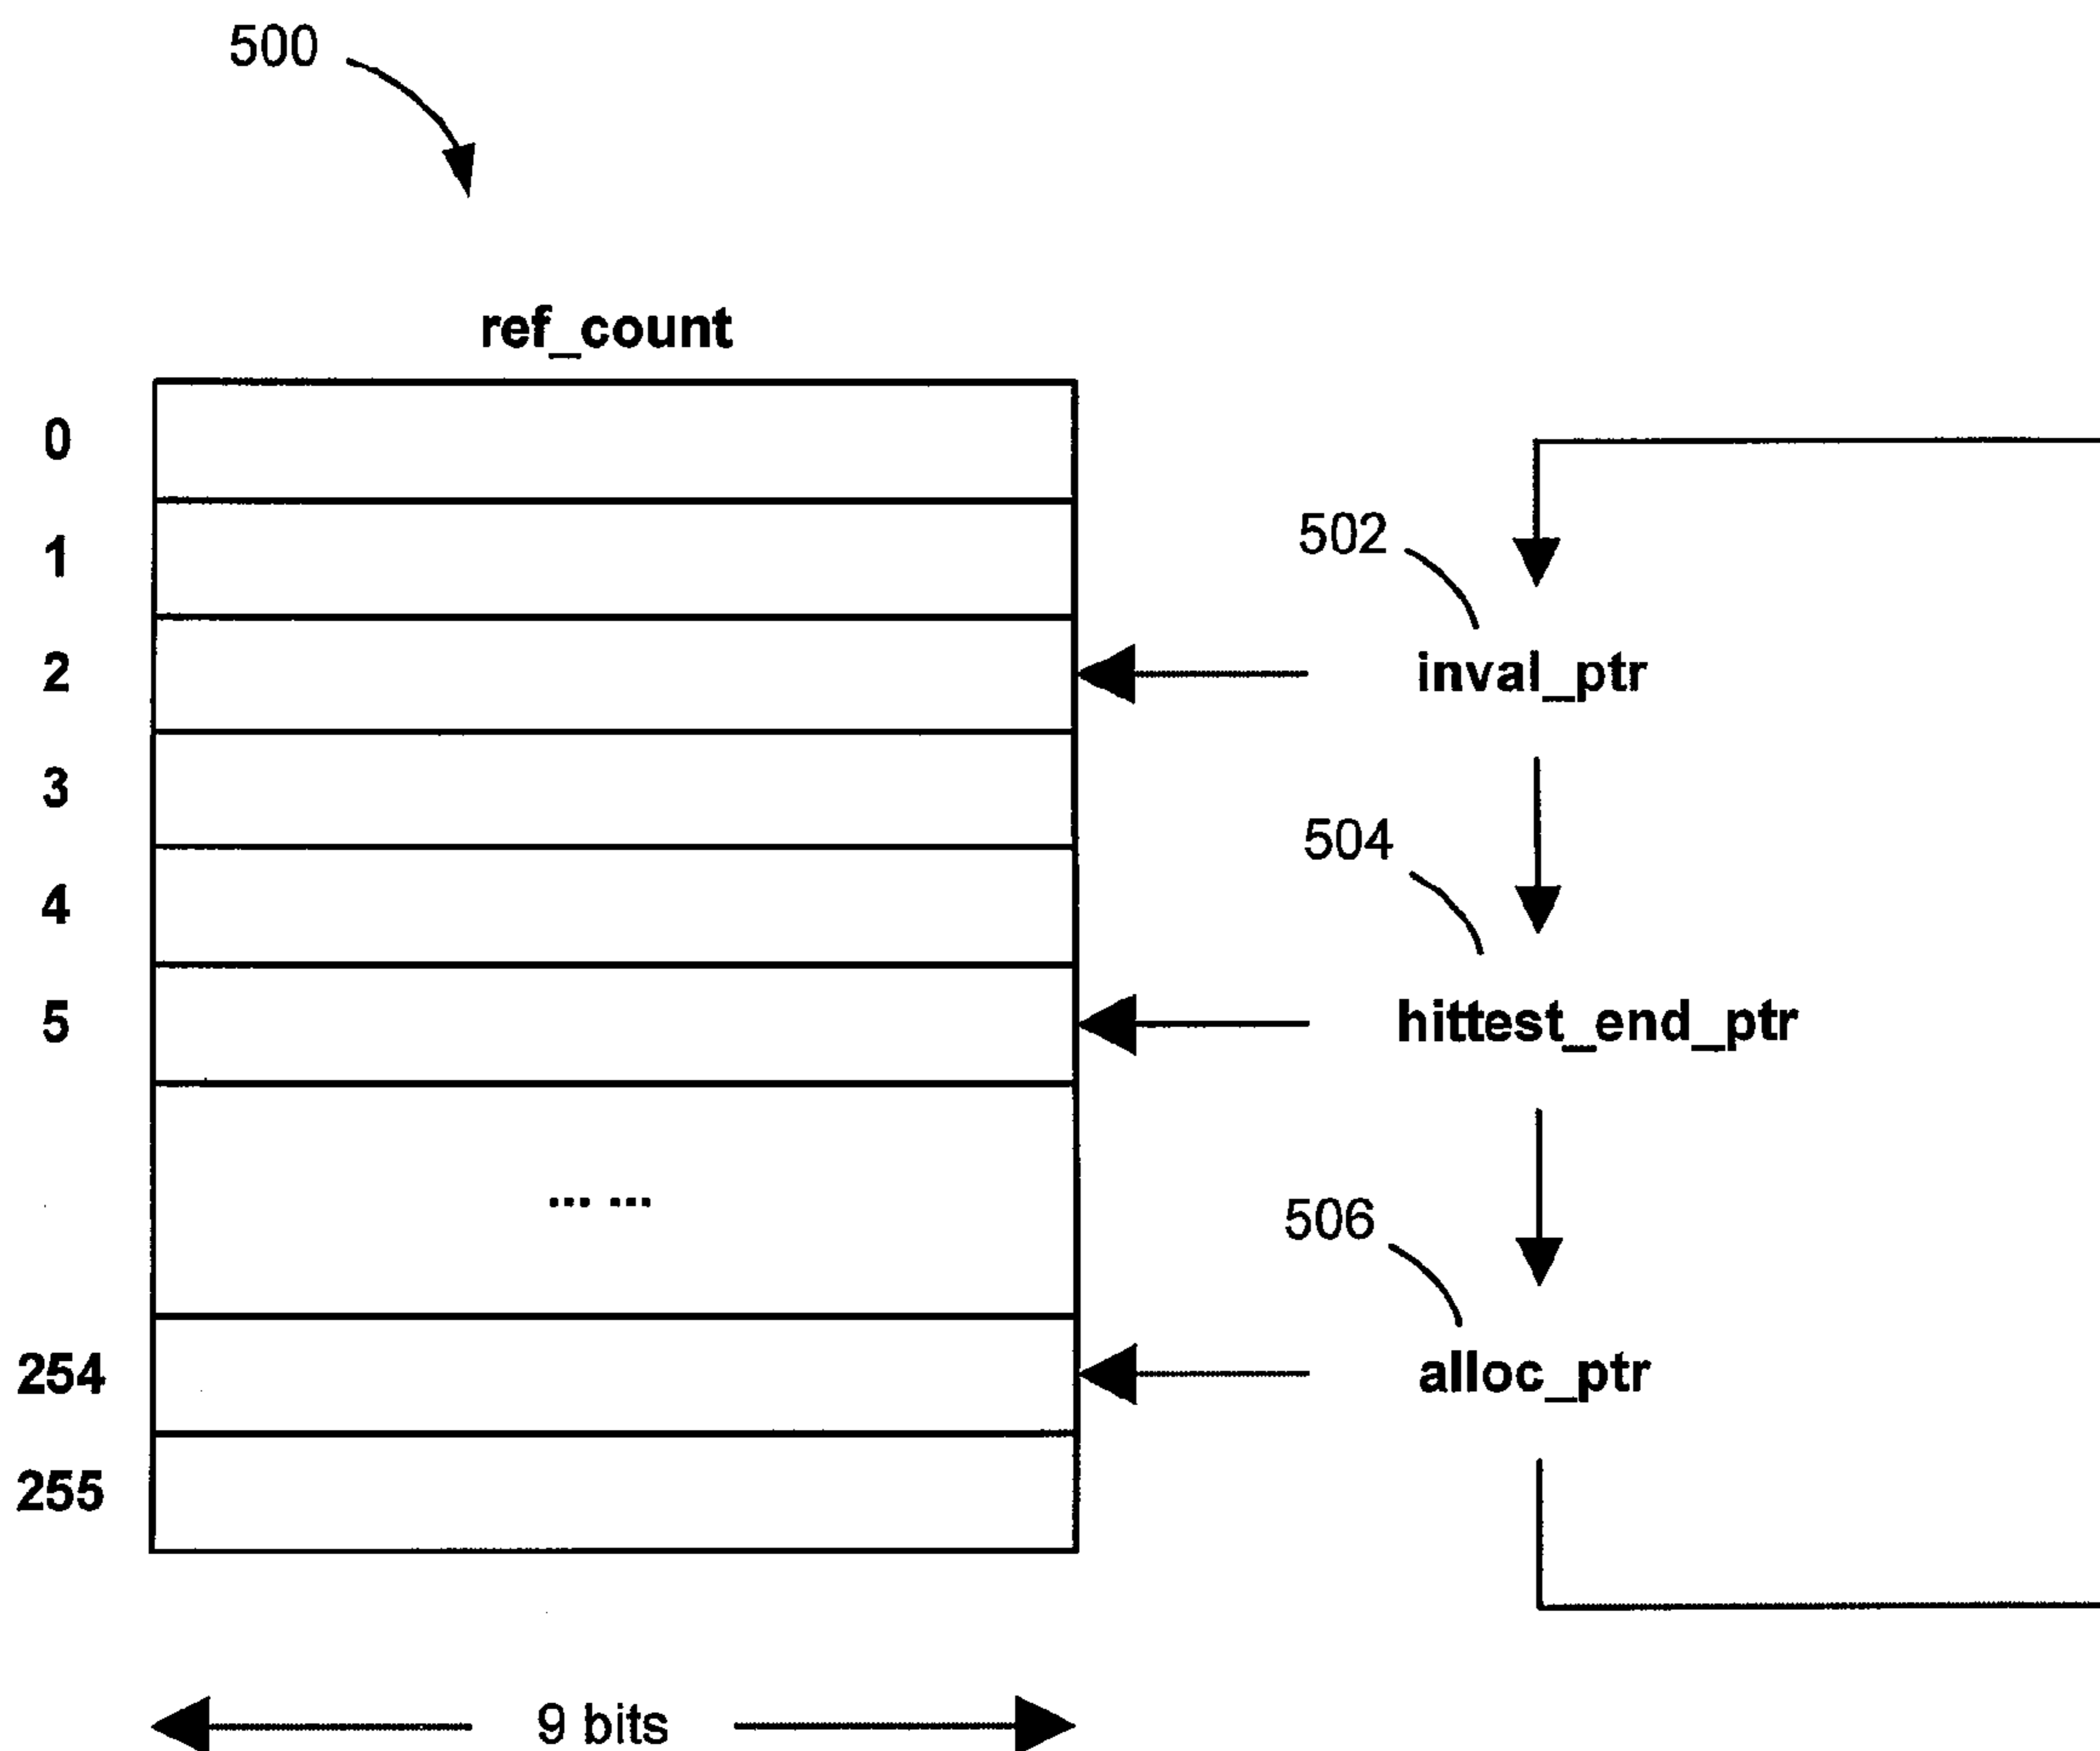 500
ref_count
0
1
502
2
inval_ptr
3
504
4
5
hittest_end_ptr
... ...
506
254
alloc_ptr
255
9 bits